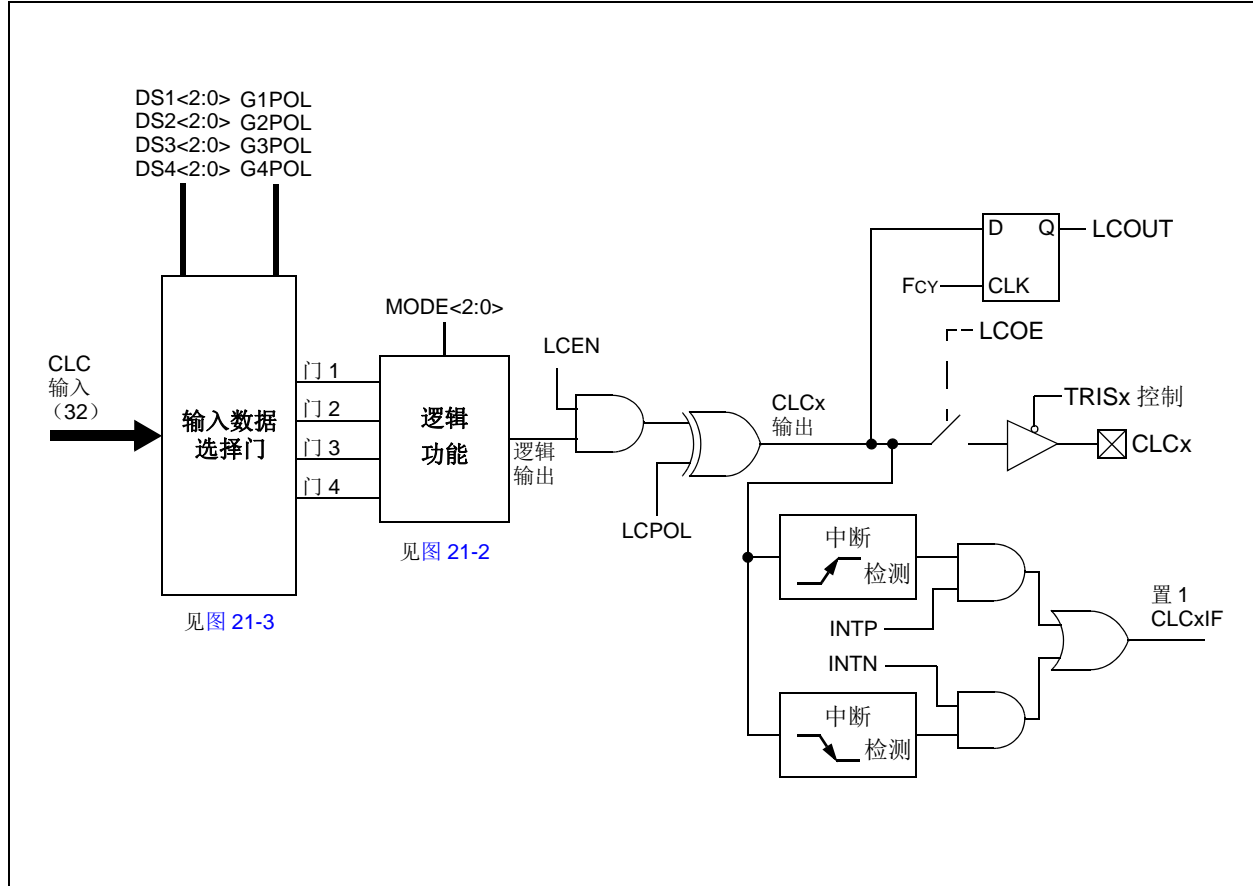 DS1<2:0> G1POL
DS2<2:0> G2POL
DS3<2:0> G3POL
DS4<2:0> G4POL
D Q LCOUT
FCY CLK
MODE<2:0>
LCOE
LCEN
CLC
输入
（32）
门 1
门 2
门 3
门 4
输入数据
选择门
逻辑
功能
逻辑
输出
CLCx
输出
TRISx 控制
CLCx
LCPOL
见图 21-2
见图 21-3
中断
检测
INTP
INTN
置 1
CLCxIF
中断
检测